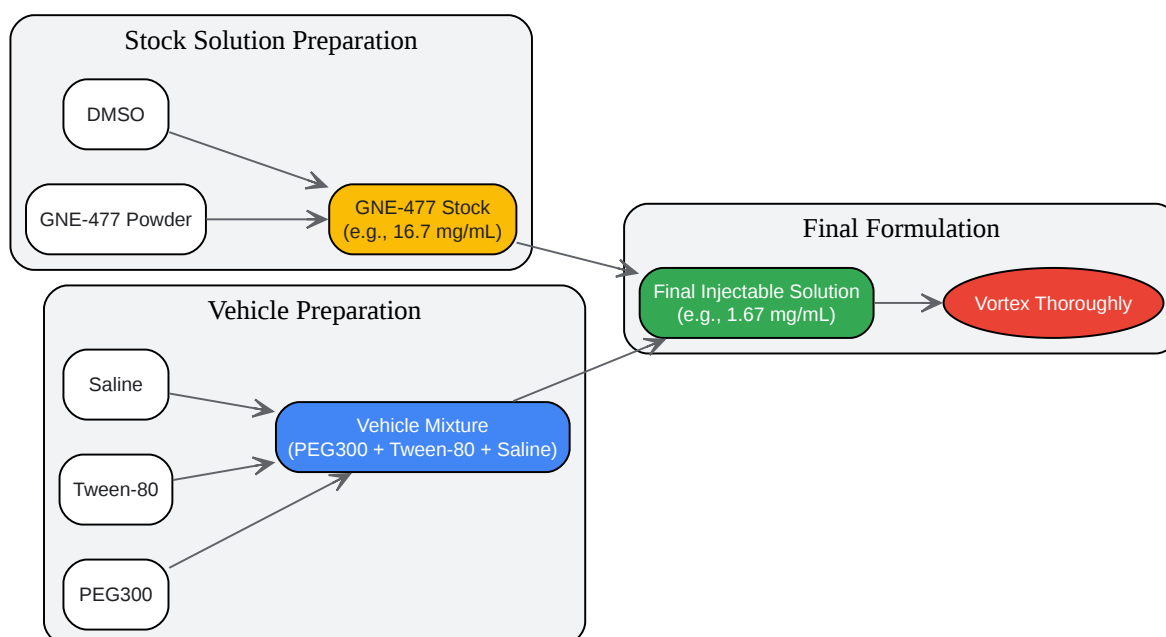 Stock Solution Preparation
DMSO
GNE-477 Powder
GNE-477 Stock
(e.g., 16.7 mg/mL)
Vehicle Preparation
Saline
Tween-80
PEG300
Vehicle Mixture
(PEG300 + Tween-80 + Saline)
Final Formulation
Final Injectable Solution
(e.g., 1.67 mg/mL)
Vortex Thoroughly